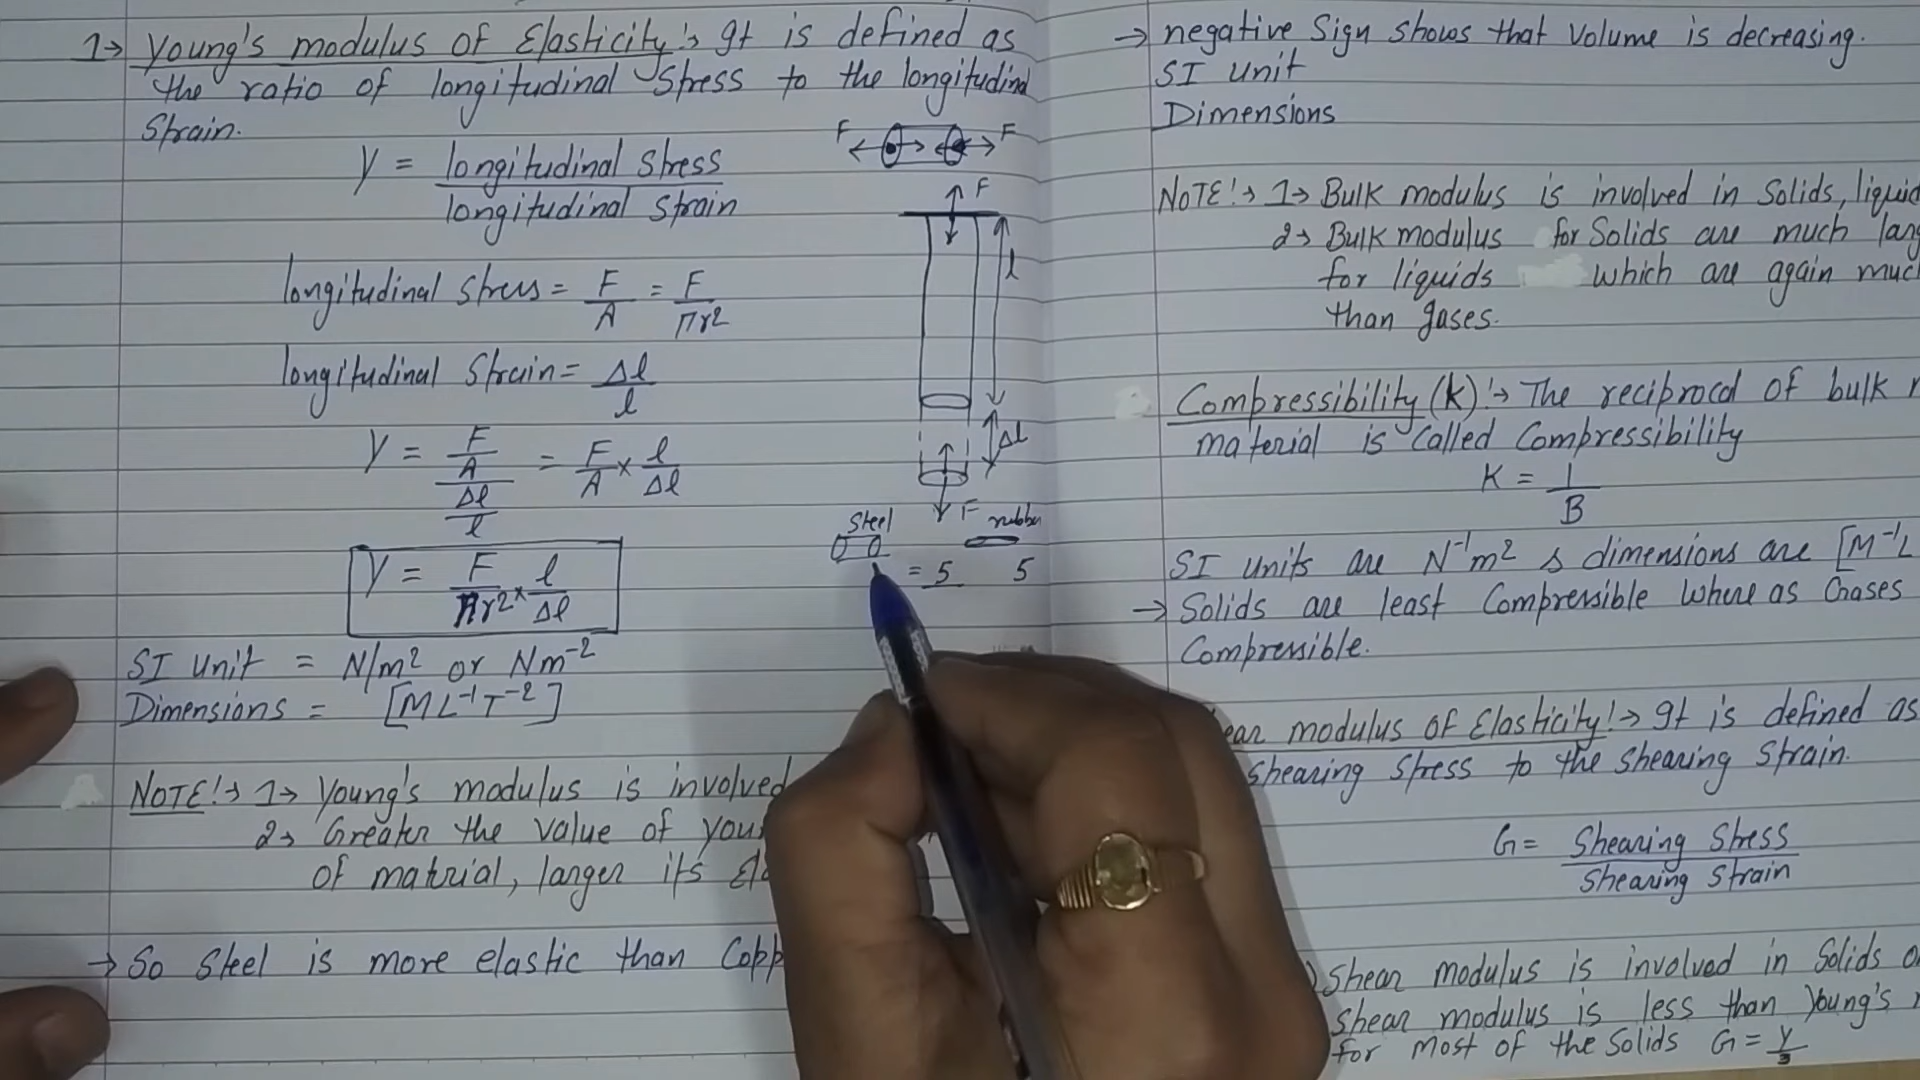 1→ Young's modulus of Elasticity:→ It is defined as
the ratio of longitudinal stress to the longitudinal
Strain.
Y = longitudinal stress
longitudinal strain
F F
F
longitudinal stress = F/A = F/πr2
l
longitudinal Strain = Δl/l
Y = F/A / Δl/l = F/A × l/Δl
Δl
F
Steel rubber
= 5 5
Y = F/πr2 × l/Δl
SI Unit = N/m2 or Nm-2
Dimensions = [ML-1T-2]
NOTE!→ 1→ Young's modulus is involved
2→ Greater the value of
of material, larger its
→ So Steel is more elastic than
→ negative Sign shows that volume is decreasing.
SI Unit
Dimensions
NOTE!→ 1→ Bulk modulus is involved in Solids,
2→ Bulk modulus for Solids are much
for liquids which are again
than gases.
Compressibility (K)!→ The reciprocal of bulk
material is called Compressibility
K = 1/B
SI units are N-1m2 & dimensions are [M-1L
→ Solids are least Compressible where as Gases
Compressible.
modulus of Elasticity!→ It is defined as
shearing stress to the shearing strain.
G = Shearing Stress
Shearing strain
Shear modulus is involved in Solids
Shear modulus is less than Young's
for most of the Solids G = Y/3